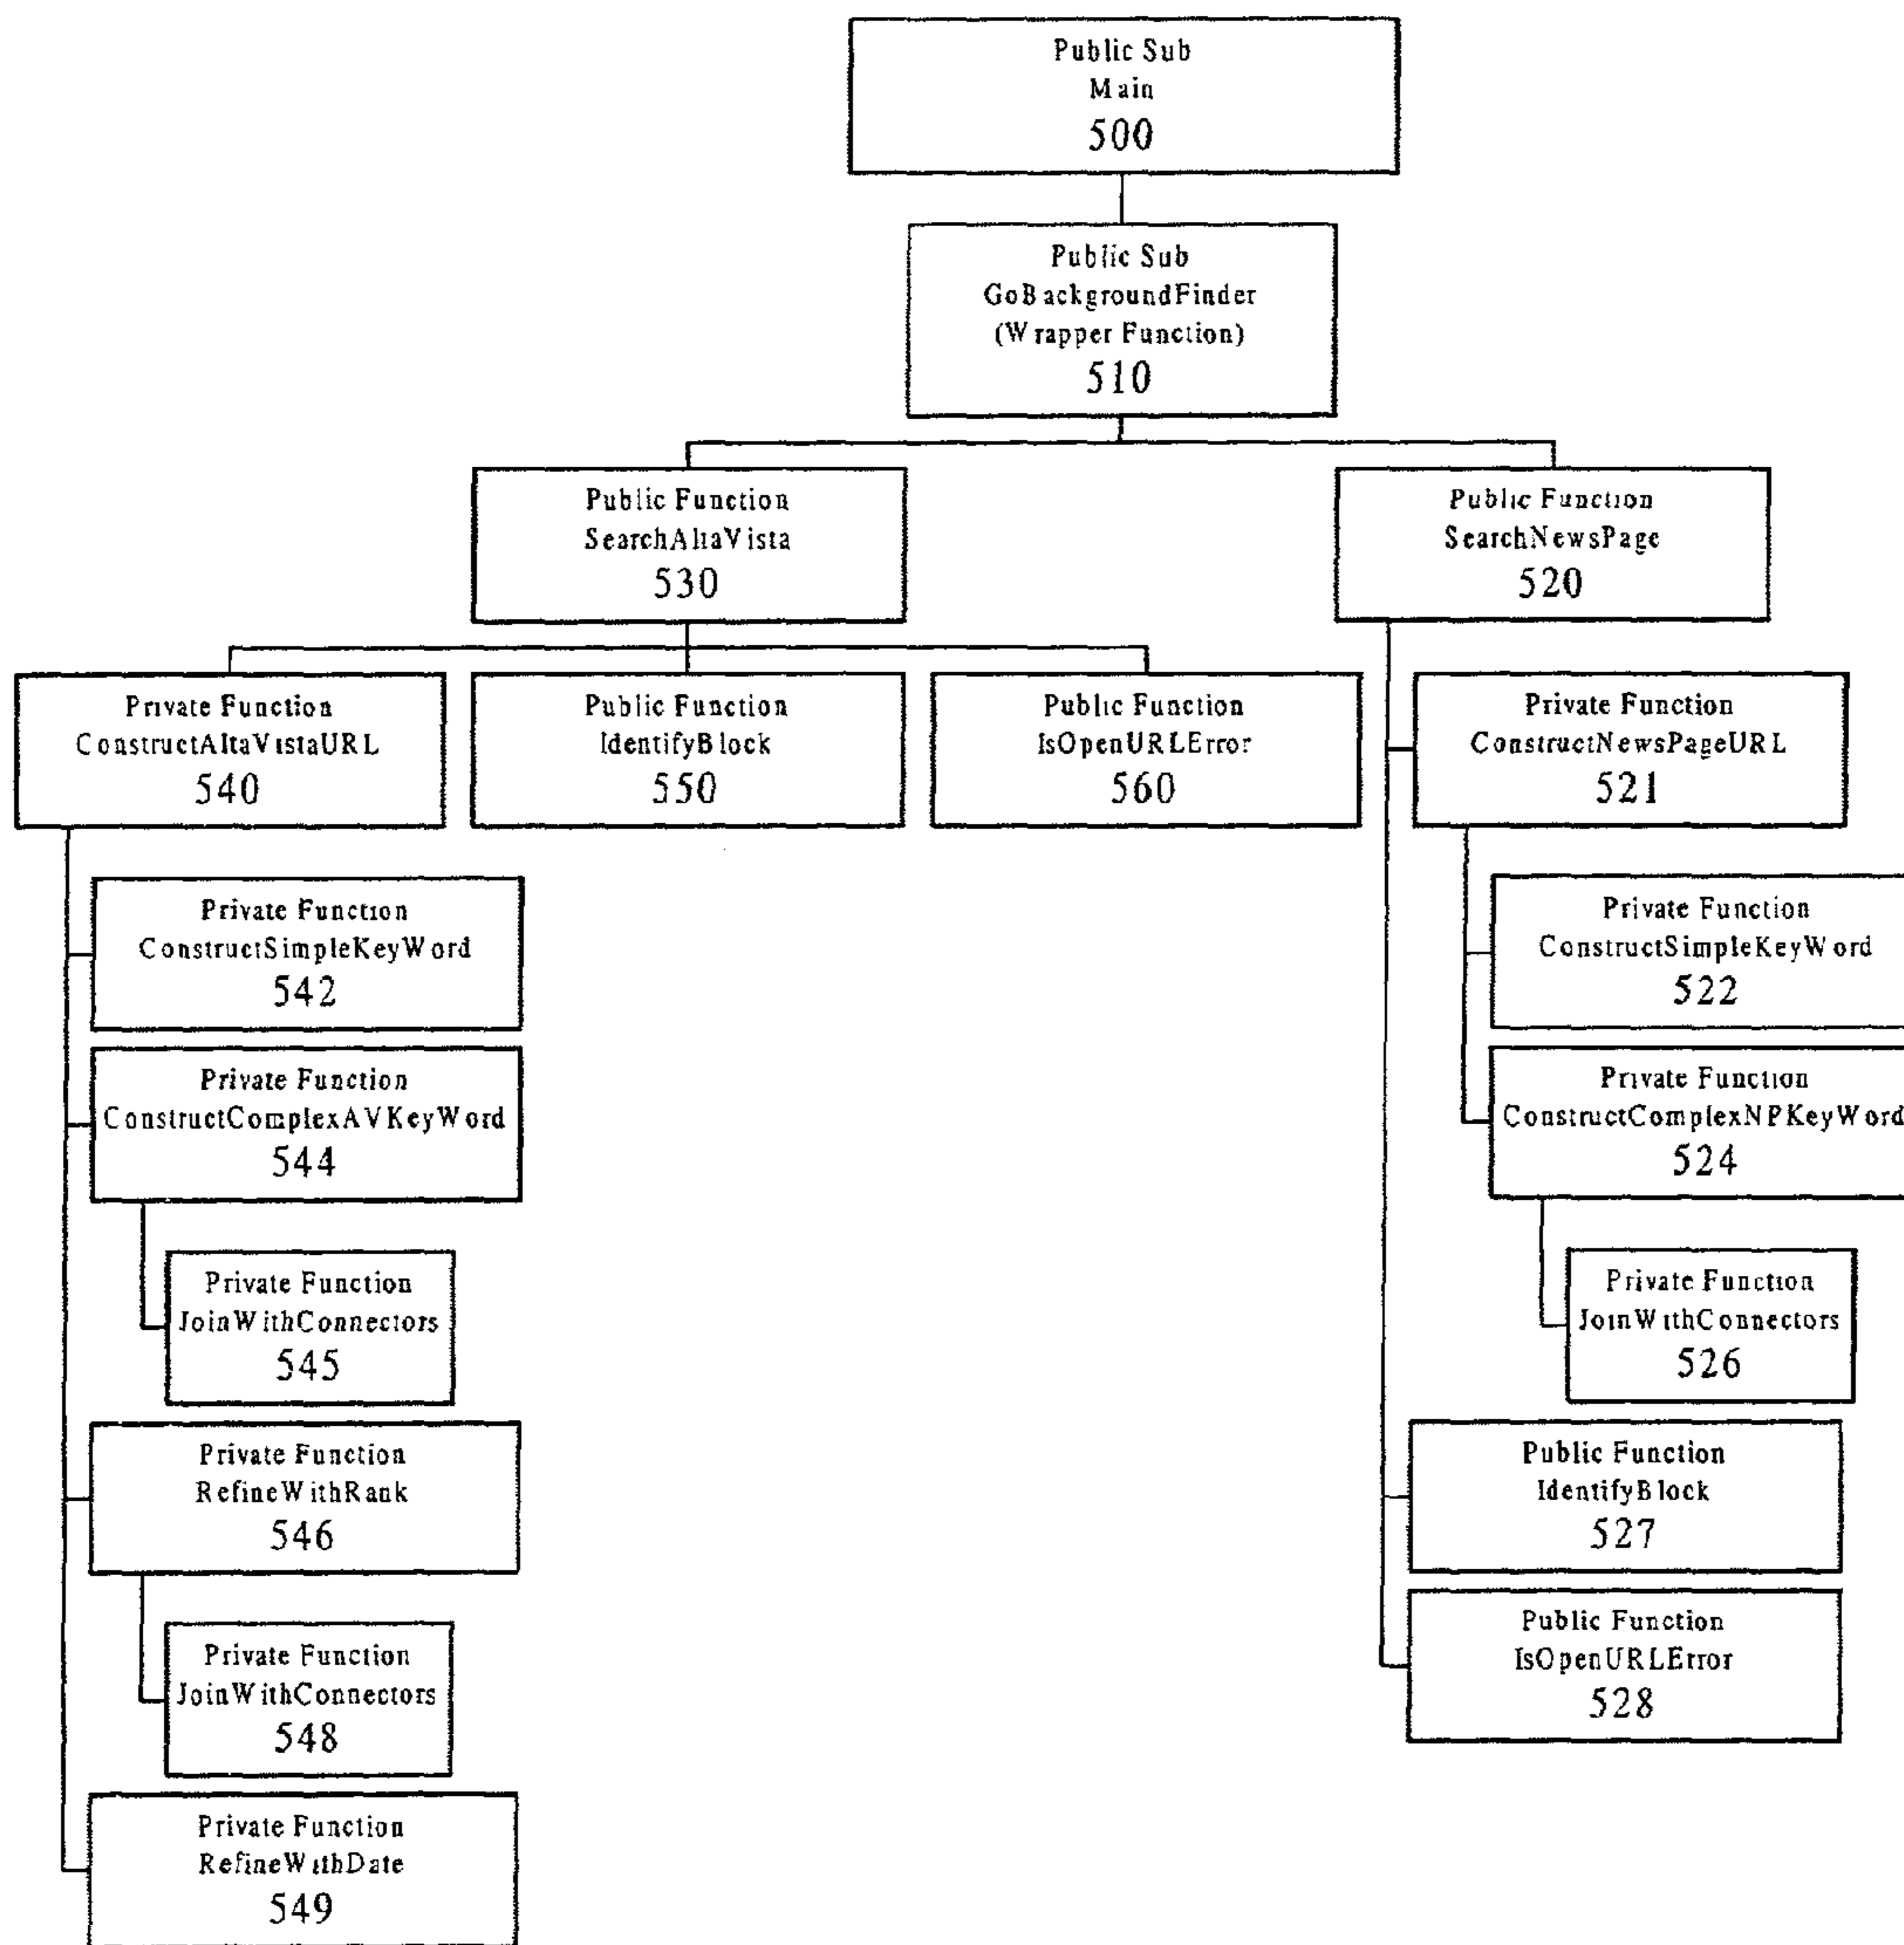 Public Sub
Main
500
Public Sub
GoBackgroundFinder
(Wrapper Function)
510
Public Function
SearchAltaVista
530
Public Function
SearchNewsPage
520
Private Function
ConstructAltaVistaURL
540
Public Function
IdentifyBlock
550
Public Function
IsOpenURLError
560
Private Function
ConstructNewsPageURL
521
Private Function
ConstructSimpleKeyWord
542
Private Function
ConstructSimpleKeyWord
522
Private Function
ConstructComplexAVKeyWord
544
Private Function
ConstructComplexNPKeyWord
524
Private Function
JoinWithConnectors
545
Private Function
JoinWithConnectors
526
Private Function
RefineWithRank
546
Public Function
IdentifyBlock
527
Private Function
JoinWithConnectors
548
Public Function
IsOpenURLError
528
Private Function
RefineWithDate
549